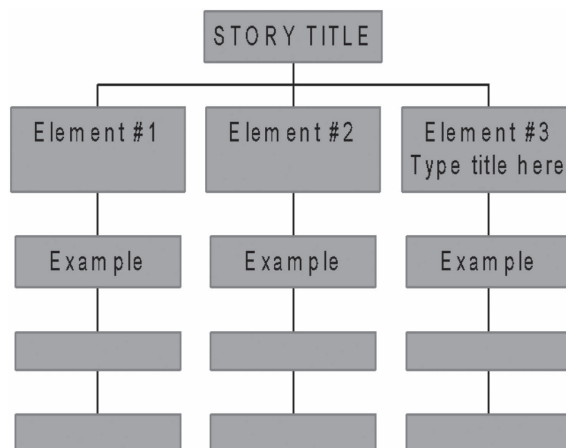 STORY TITLE
Element #1
Element #2
Element #3
Type title here
Example
Example
Example